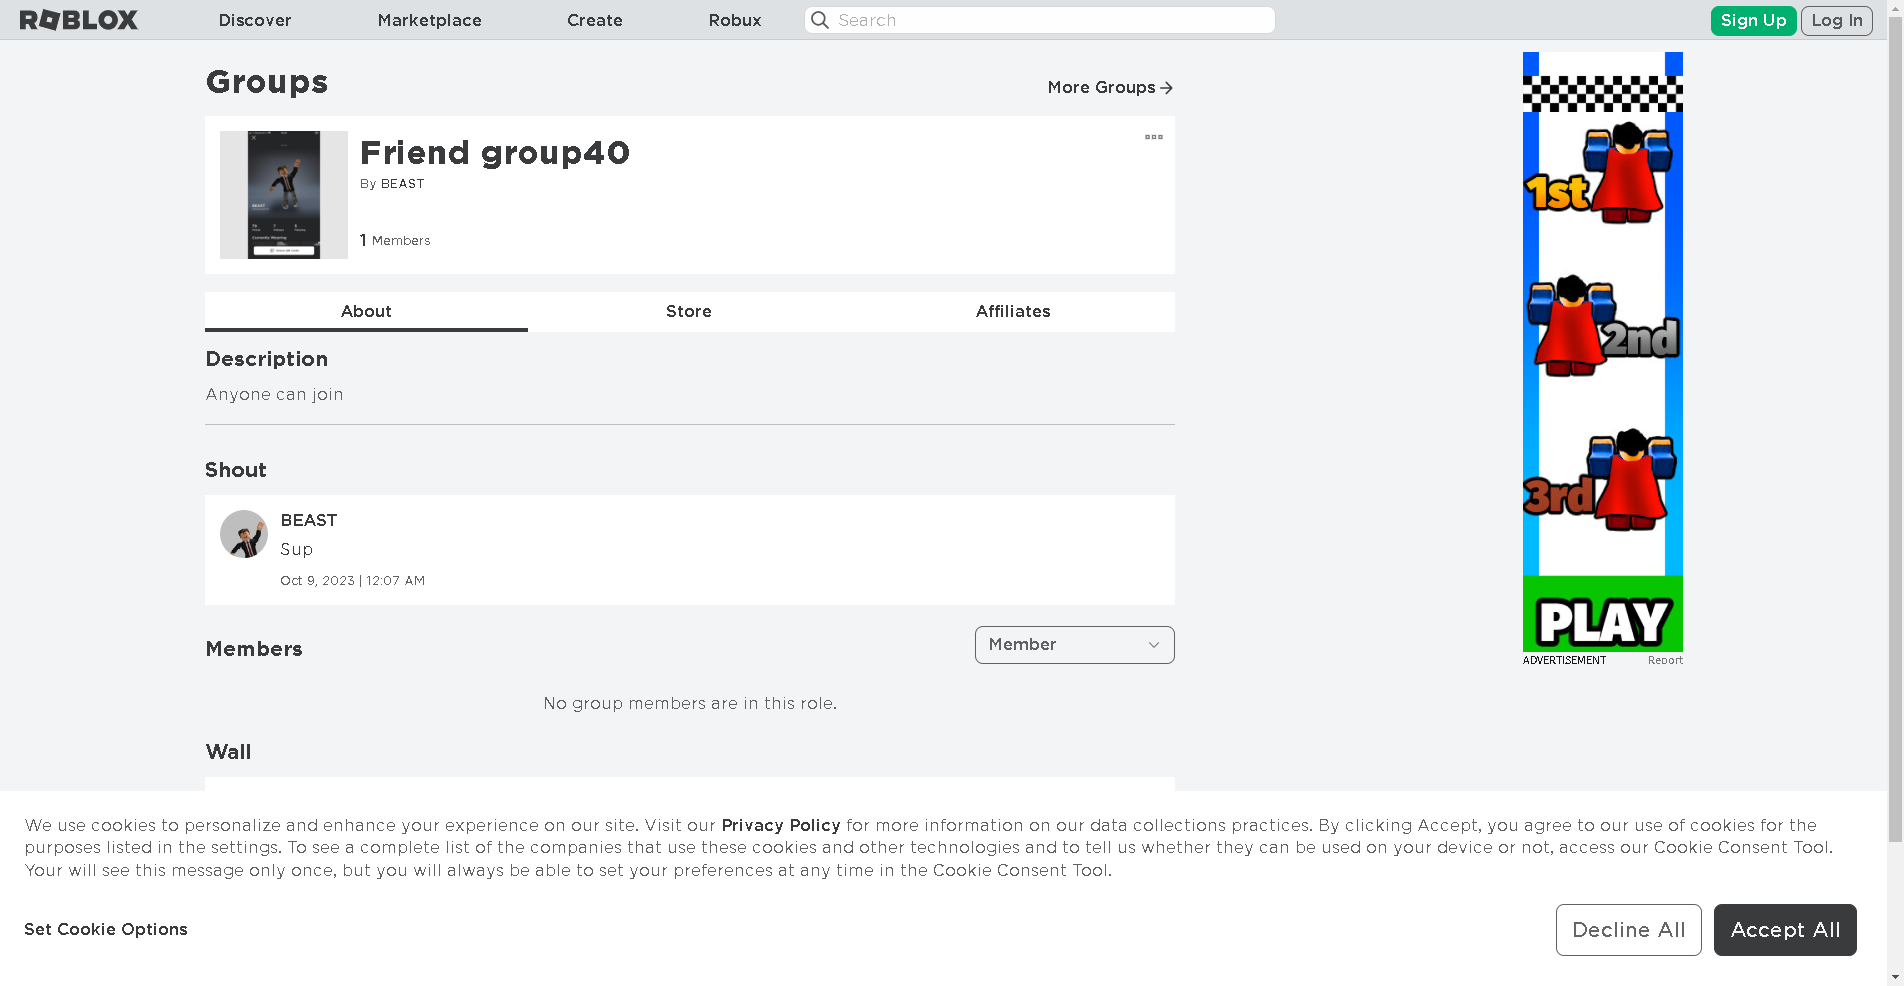 ROBLOX Discover Marketplace Create Robux Search Sign Up Log In
Groups
More Groups
Friend group40
By BEAST
1 Members
About Store Affiliates
Description
Anyone can join
Shout
BEAST
Sup
Oct 9, 2023 | 12:07 AM
Members
Member
No group members are in this role.
Wall
1st
2nd
3rd
PLAY
ADVERTISEMENT Report
We use cookies to personalize and enhance your experience on our site. Visit our Privacy Policy for more information on our data collections practices. By clicking Accept, you agree to our use of cookies for the
purposes listed in the settings. To see a complete list of the companies that use these cookies and other technologies and to tell us whether they can be used on your device or not, access our Cookie Consent Tool.
Your will see this message only once, but you will always be able to set your preferences at any time in the Cookie Consent Tool.
Set Cookie Options
Decline All Accept All